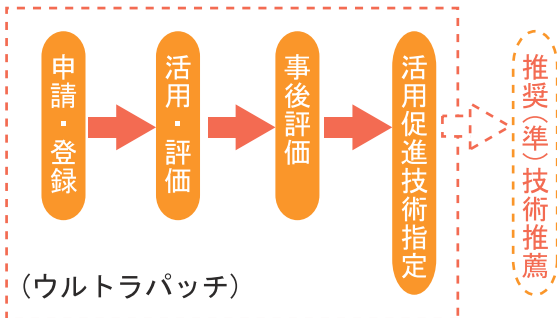 申請・登録
活用・評価
事後評価
活用促進技術指定
推奨（準）技術推薦
（ウルトラパッチ）